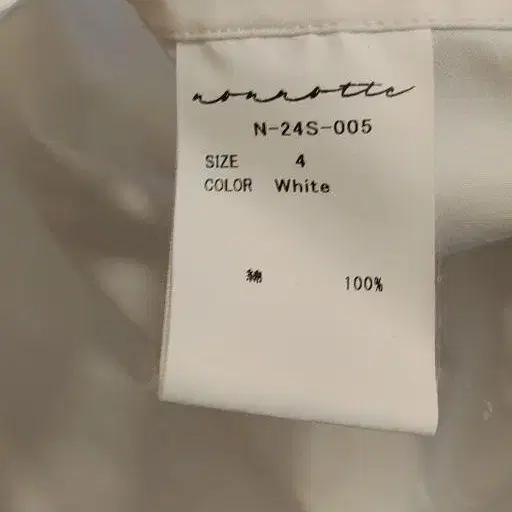 nonnotte
N-24S-005
SIZE 4
COLOR White
綿 100%